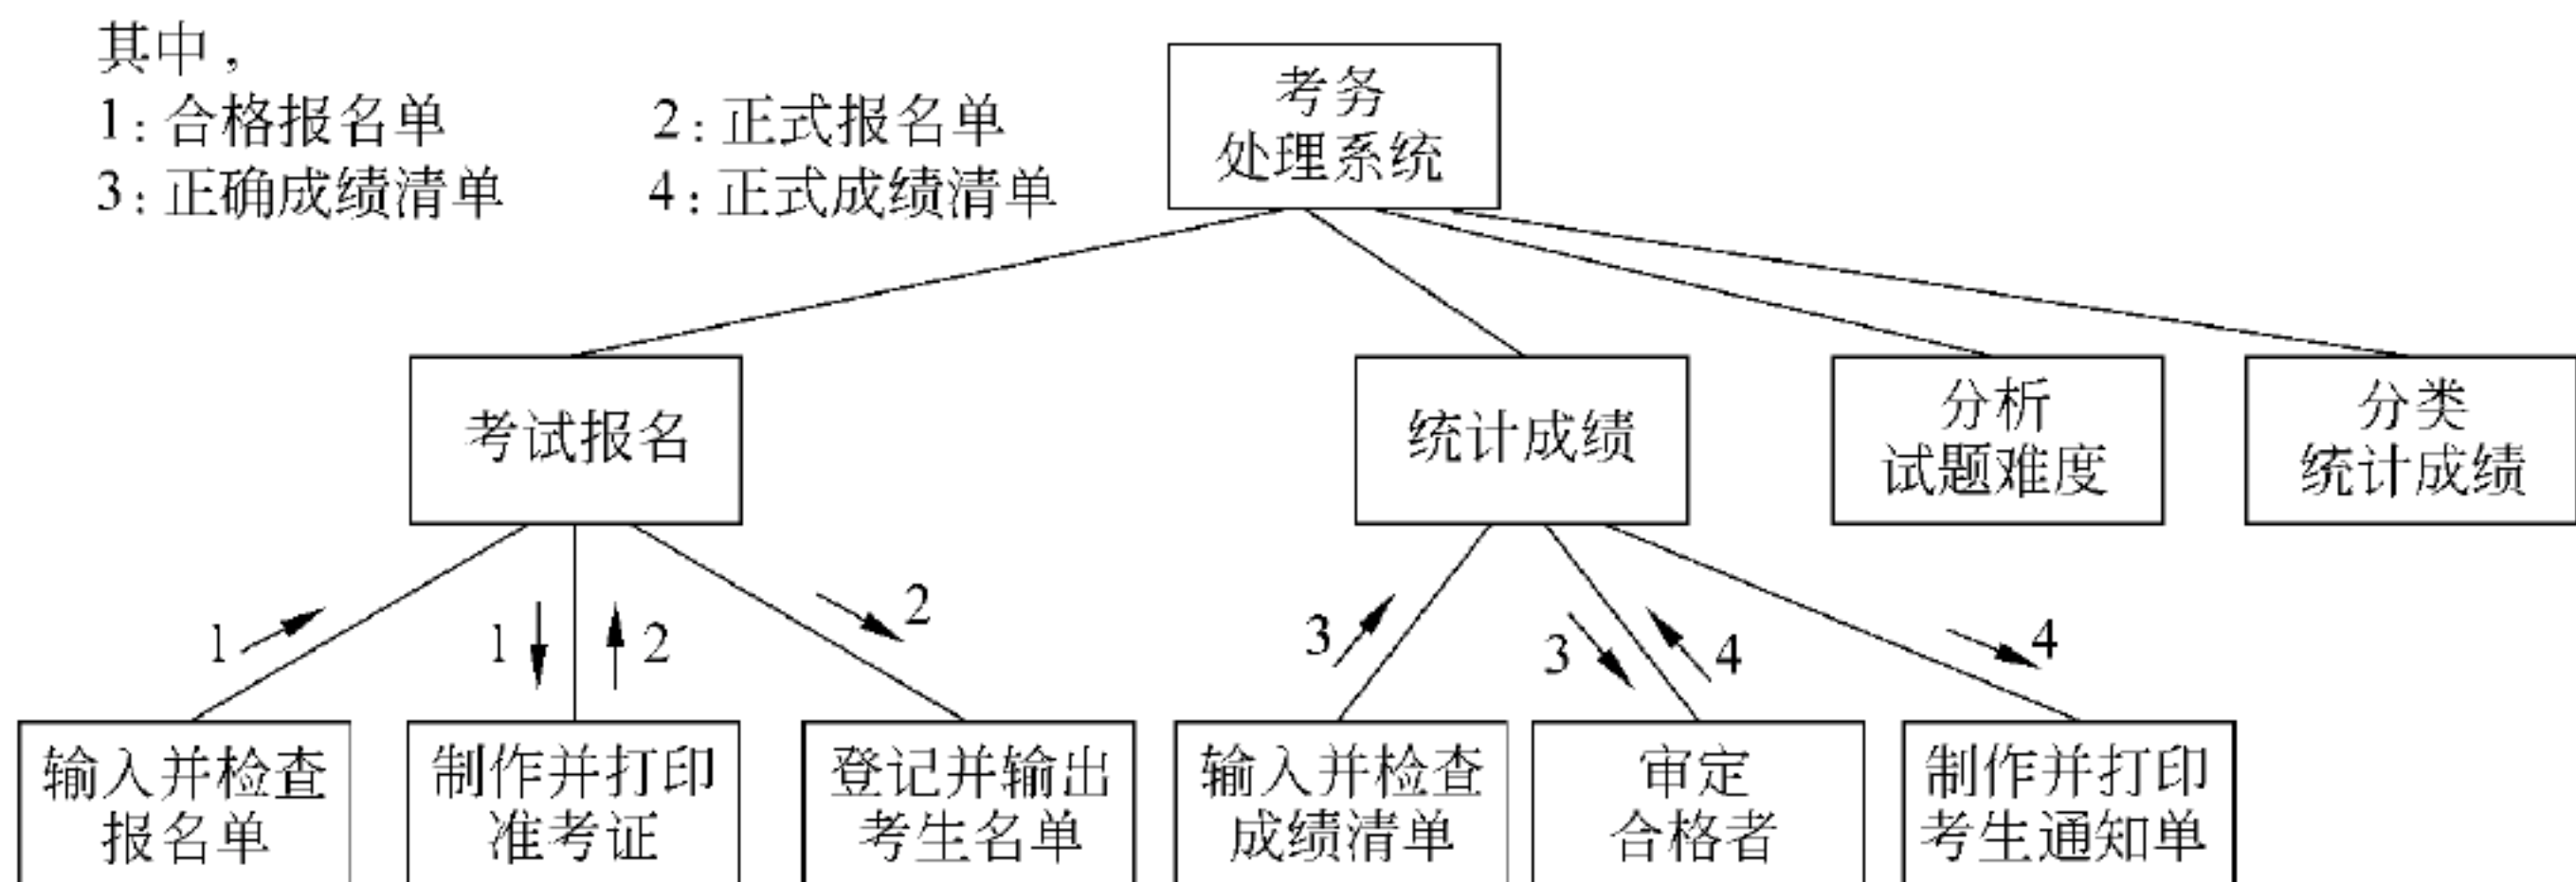 其中，
1：合格报名单 2：正式报名单
3：正确成绩清单 4：正式成绩清单
考务
处理系统
考试报名
统计成绩
分析
试题难度
分类
统计成绩
1
1
2
2
3
3
4
4
输入并检查
报名单
制作并打印
准考证
登记并输出
考生名单
输入并检查
成绩清单
审定
合格者
制作并打印
考生通知单